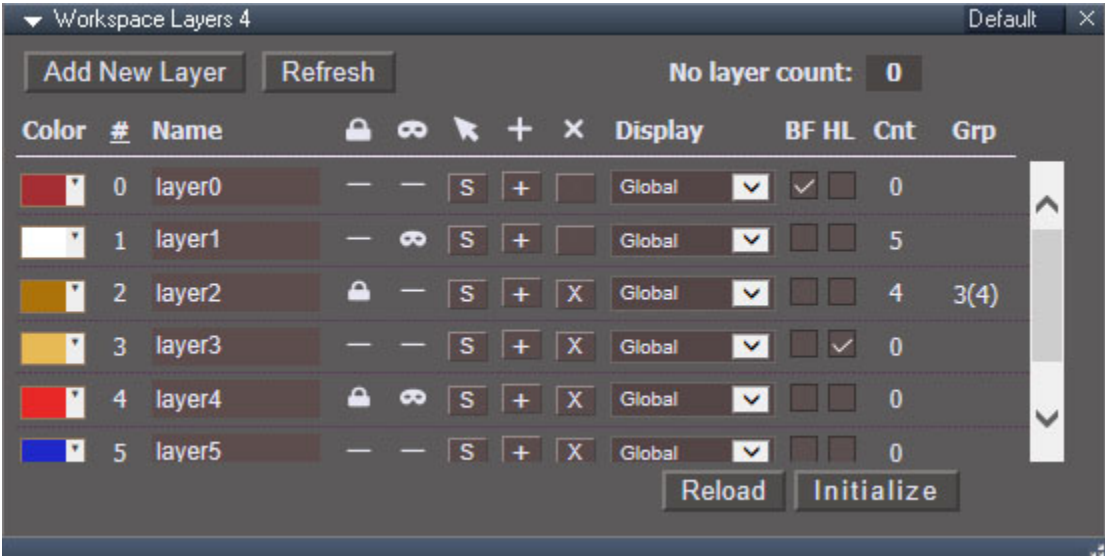 Workspace Layers 4 Default
Add New Layer Refresh No layer count: 0
Color # Name Display BF HL Cnt Grp
0 layer0 — — S + Global 0
1 layer1 — S + Global 5
2 layer2 — S + X Global 4 3(4)
3 layer3 — — S + X Global 0
4 layer4 S + X Global 0
5 layer5 — — S + X Global 0
Reload Initialize